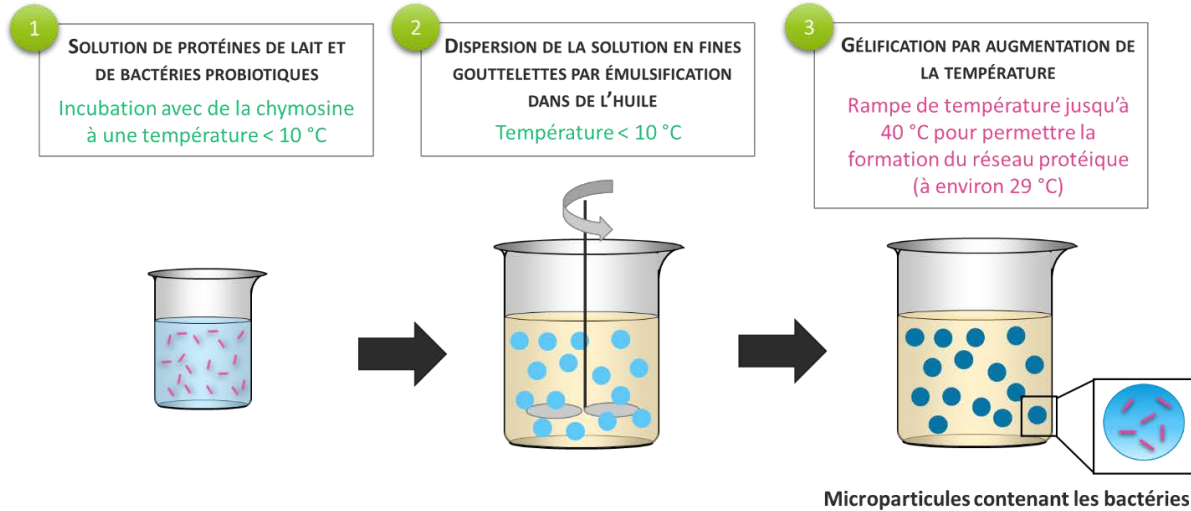 1
SOLUTION DE PROTÉINES DE LAIT ET
DE BACTÉRIES PROBIOTIQUES
Incubation avec de la chymosine
à une température < 10 °C
2
DISPERSION DE LA SOLUTION EN FINES
GOUTTELETTES PAR ÉMULSIFICATION
DANS DE L'HUILE
Température < 10 °C
3
GÉLIFICATION PAR AUGMENTATION DE
LA TEMPÉRATURE
Rampe de température jusqu'à
40 °C pour permettre la
formation du réseau protéique
(à environ 29 °C)
Microparticules contenant les bactéries